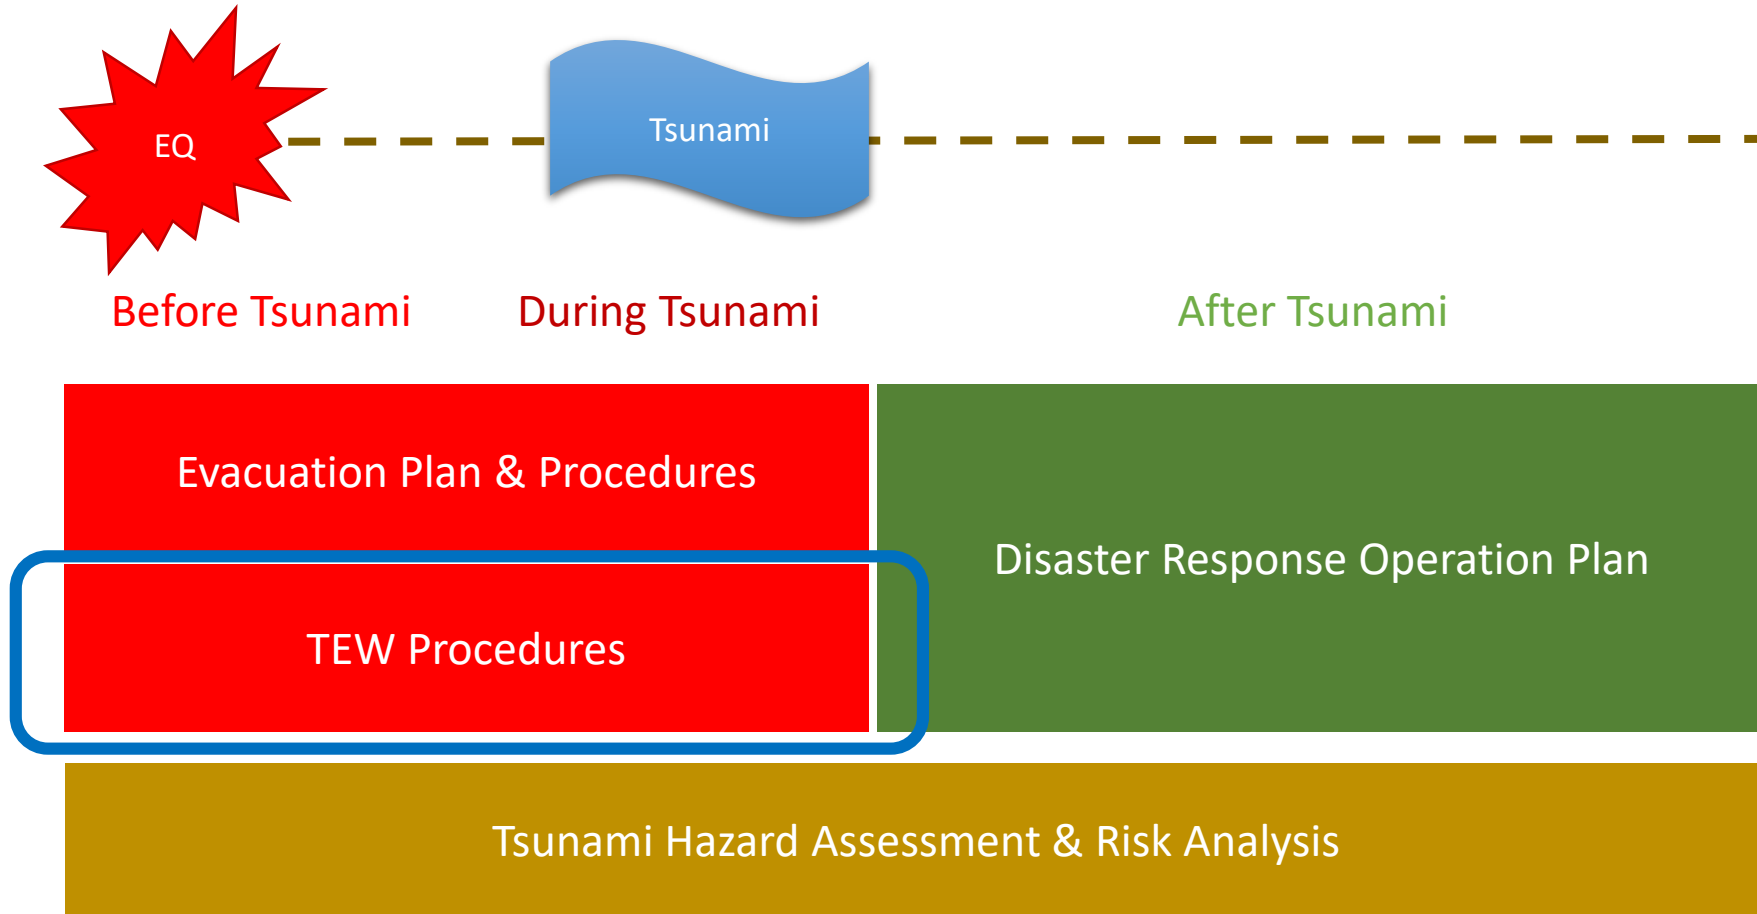 EQ
Tsunami
Before Tsunami
During Tsunami
After Tsunami
Evacuation Plan & Procedures
Disaster Response Operation Plan
TEW Procedures
Tsunami Hazard Assessment & Risk Analysis